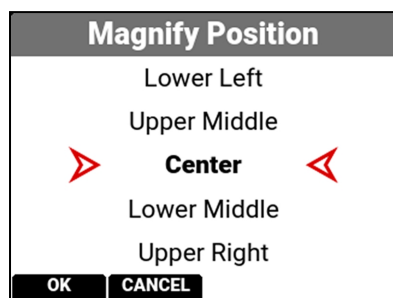 Magnify Position
Lower Left
Upper Middle
Center
Lower Middle
Upper Right
OK CANCEL